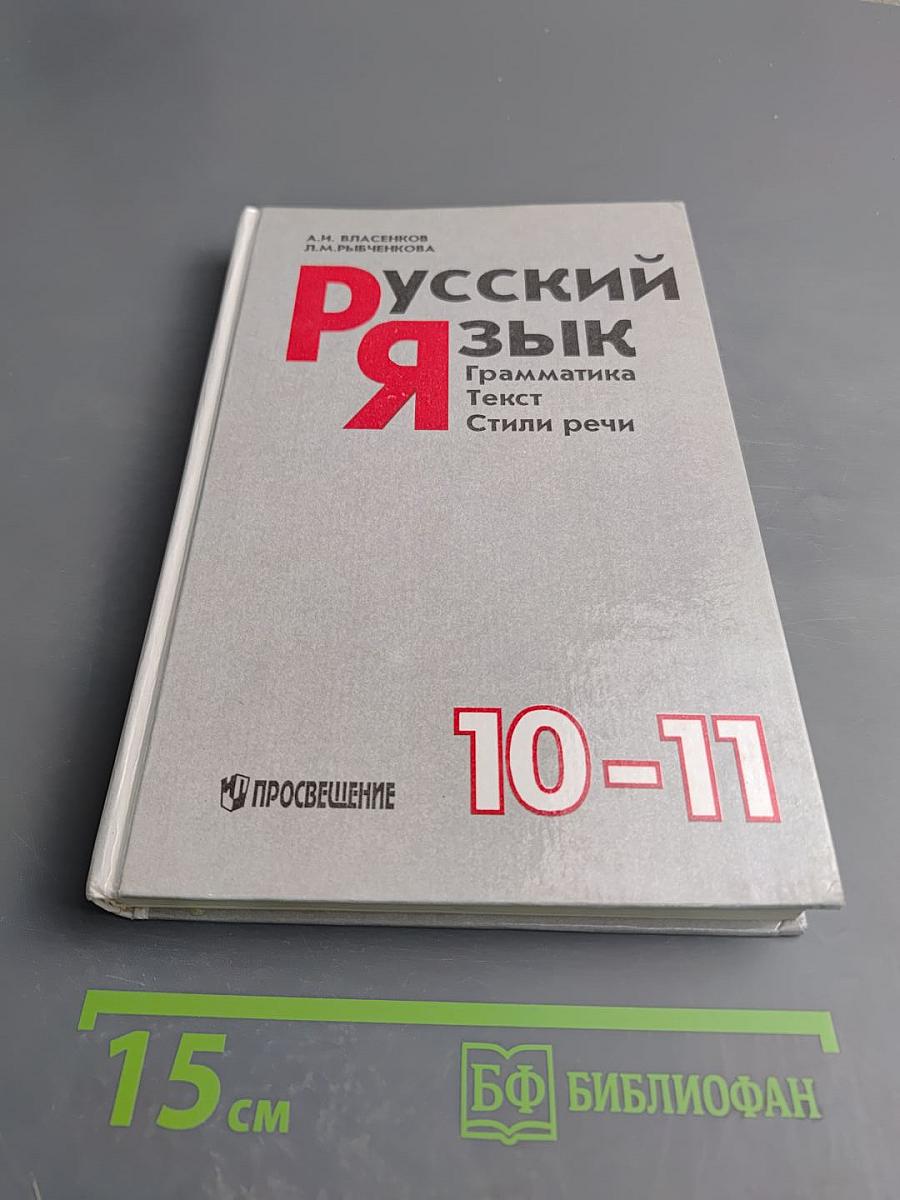 А.И. ВЛАСЕНКОВ
Л.М.РЫБЧЕНКОВА
Русский
Язык
Грамматика
Текст
Стили речи
10-11
ПРОСВЕЩЕНИЕ
15 см
БФ БИБЛИОФАН